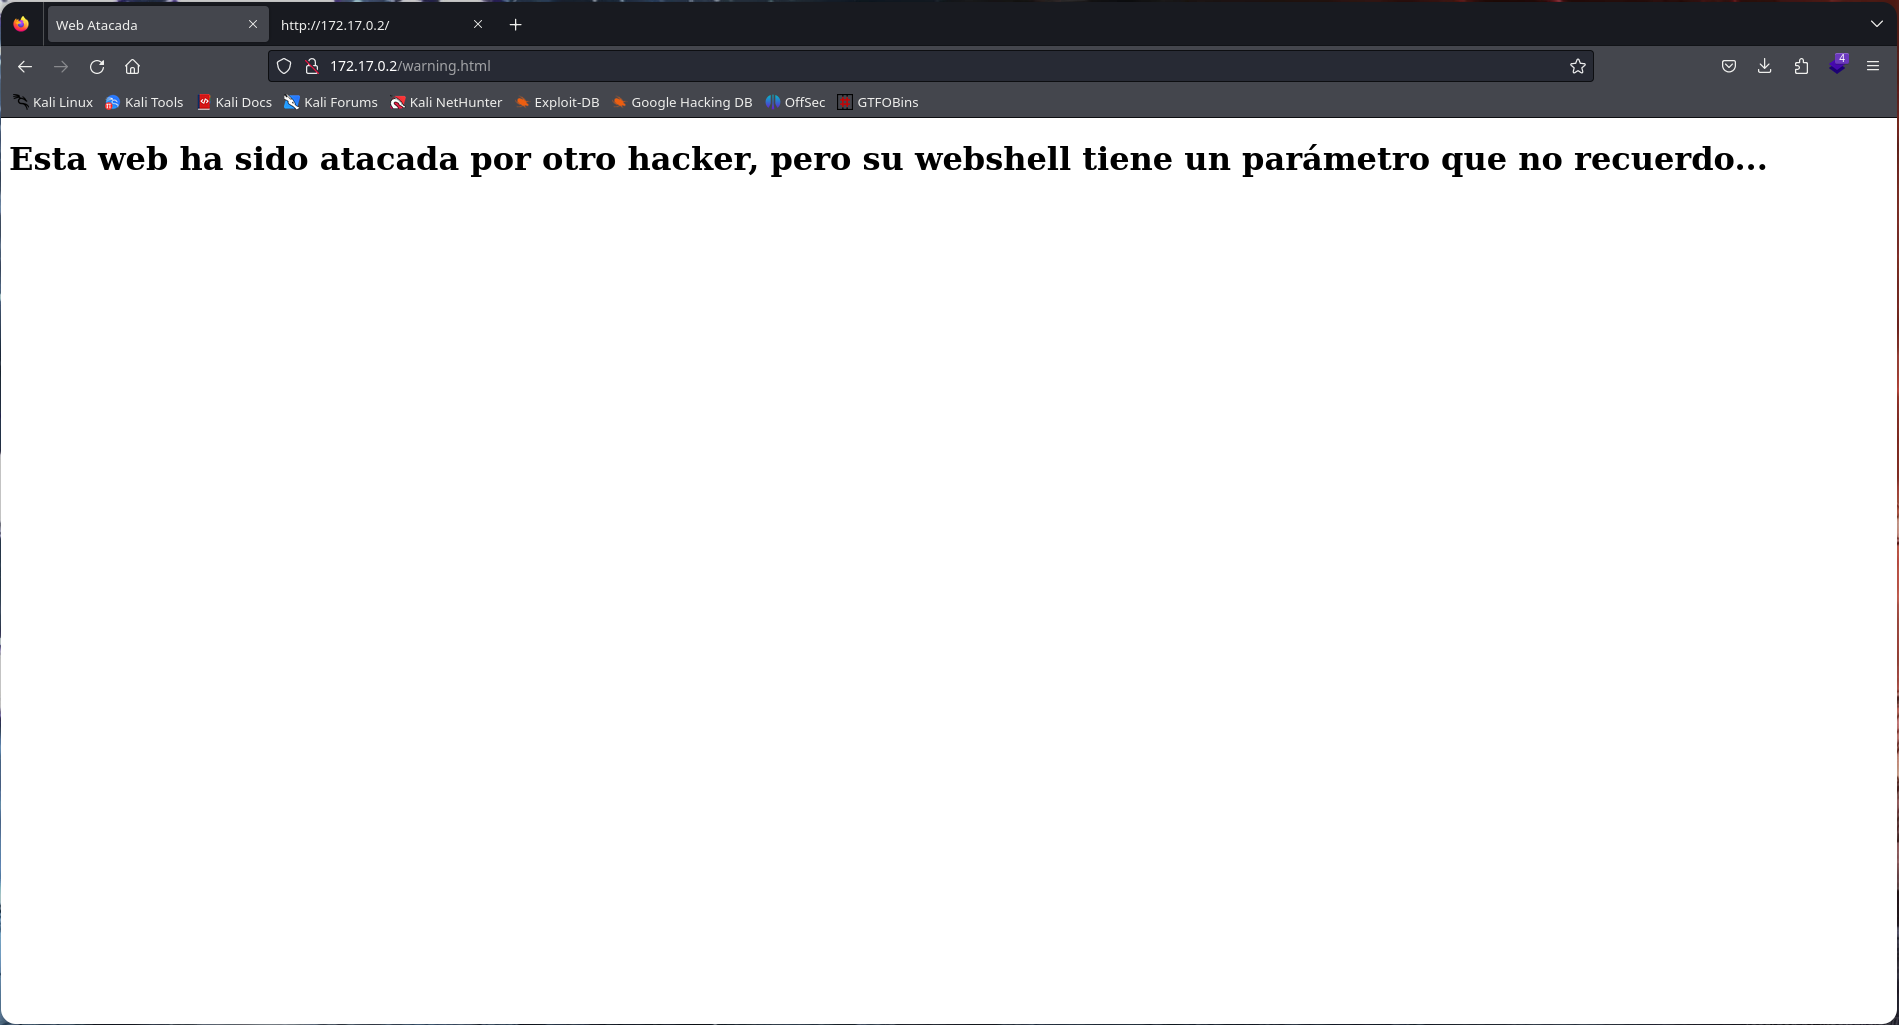 Web Atacada
http://172.17.0.2/
172.17.0.2/warning.html
4
Kali Linux Kali Tools Kali Docs Kali Forums Kali NetHunter Exploit-DB Google Hacking DB OffSec GTFOBins
Esta web ha sido atacada por otro hacker, pero su webshell tiene un parámetro que no recuerdo...